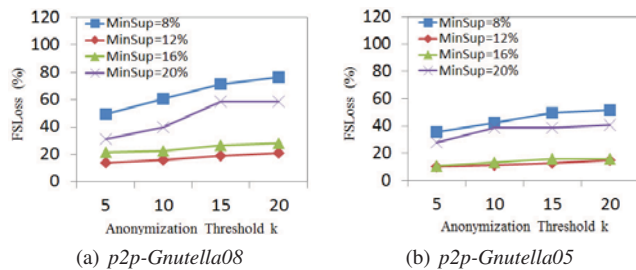 120
100
80
60
40
20
0
FSLoss (%)
MinSup=8%
MinSup=12%
MinSup=16%
MinSup=20%
5 10 15 20
Anonymization Threshold k
(a) p2p-Gnutella08
120
100
80
60
40
20
0
FSLoss (%)
MinSup=8%
MinSup=12%
MinSup=16%
MinSup=20%
5 10 15 20
Anonymization Threshold k
(b) p2p-Gnutella05